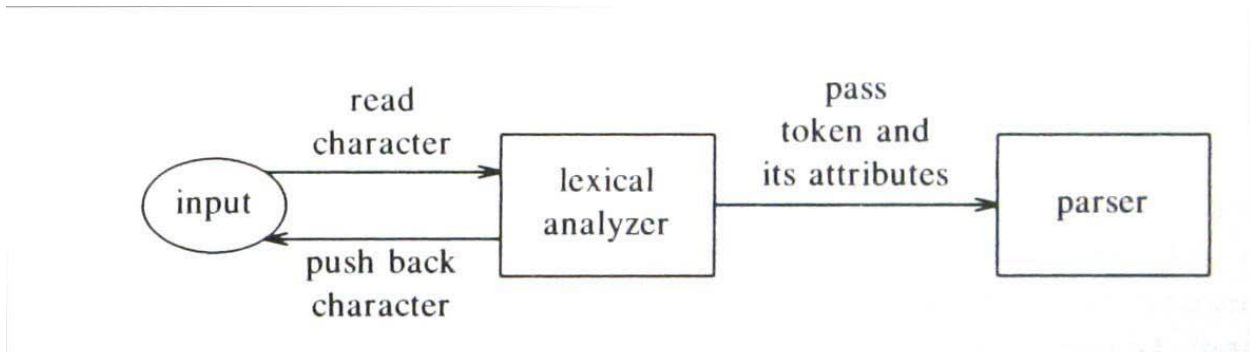 read
character
input
push back
character
lexical
analyzer
pass
token and
its attributes
parser